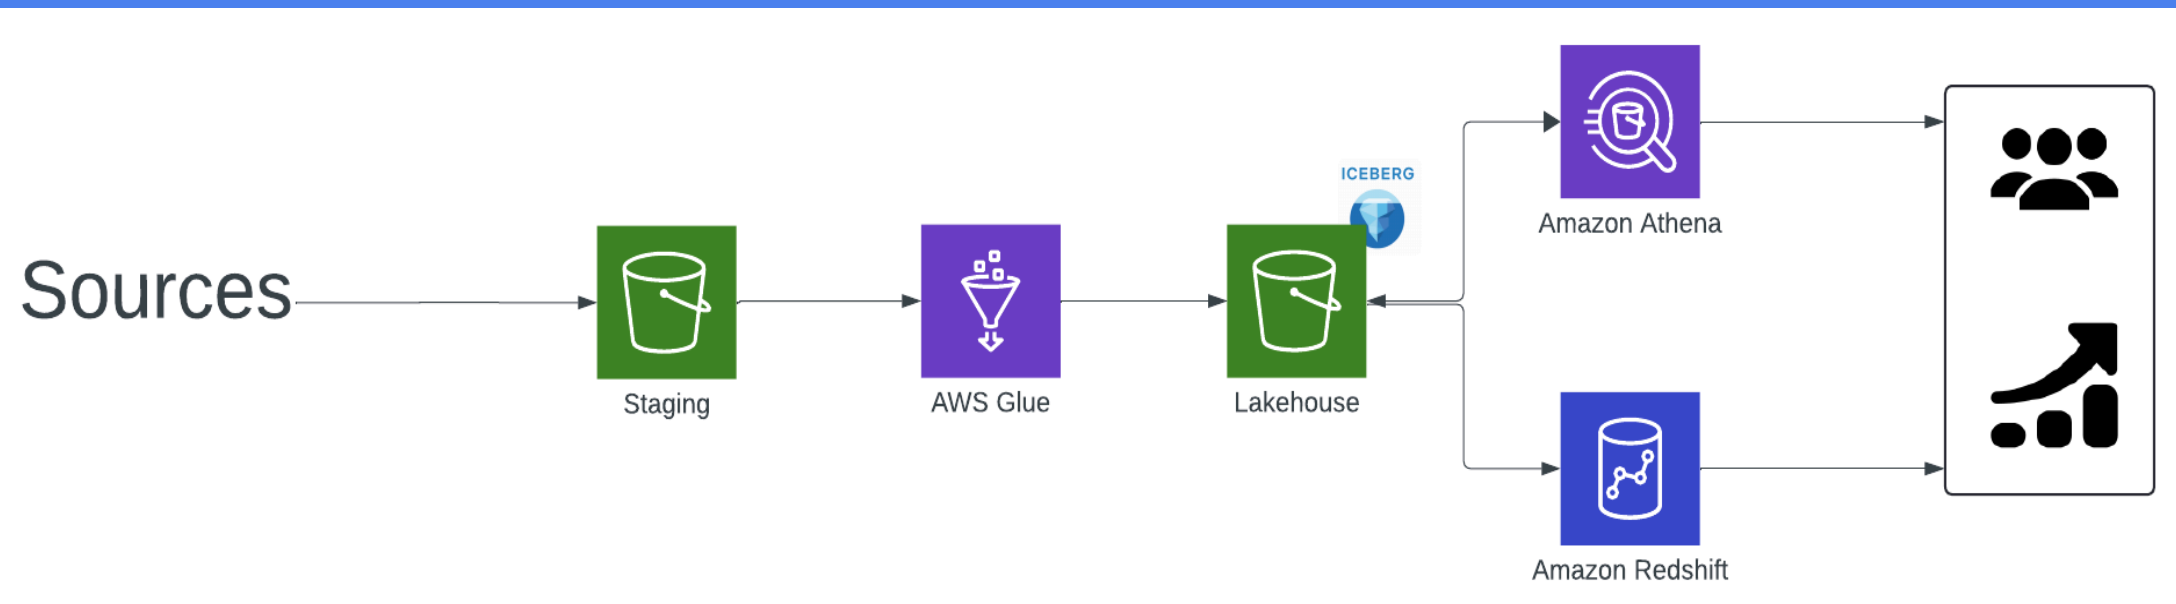 Sources
Staging
AWS Glue
ICEBERG
Lakehouse
Amazon Athena
Amazon Redshift